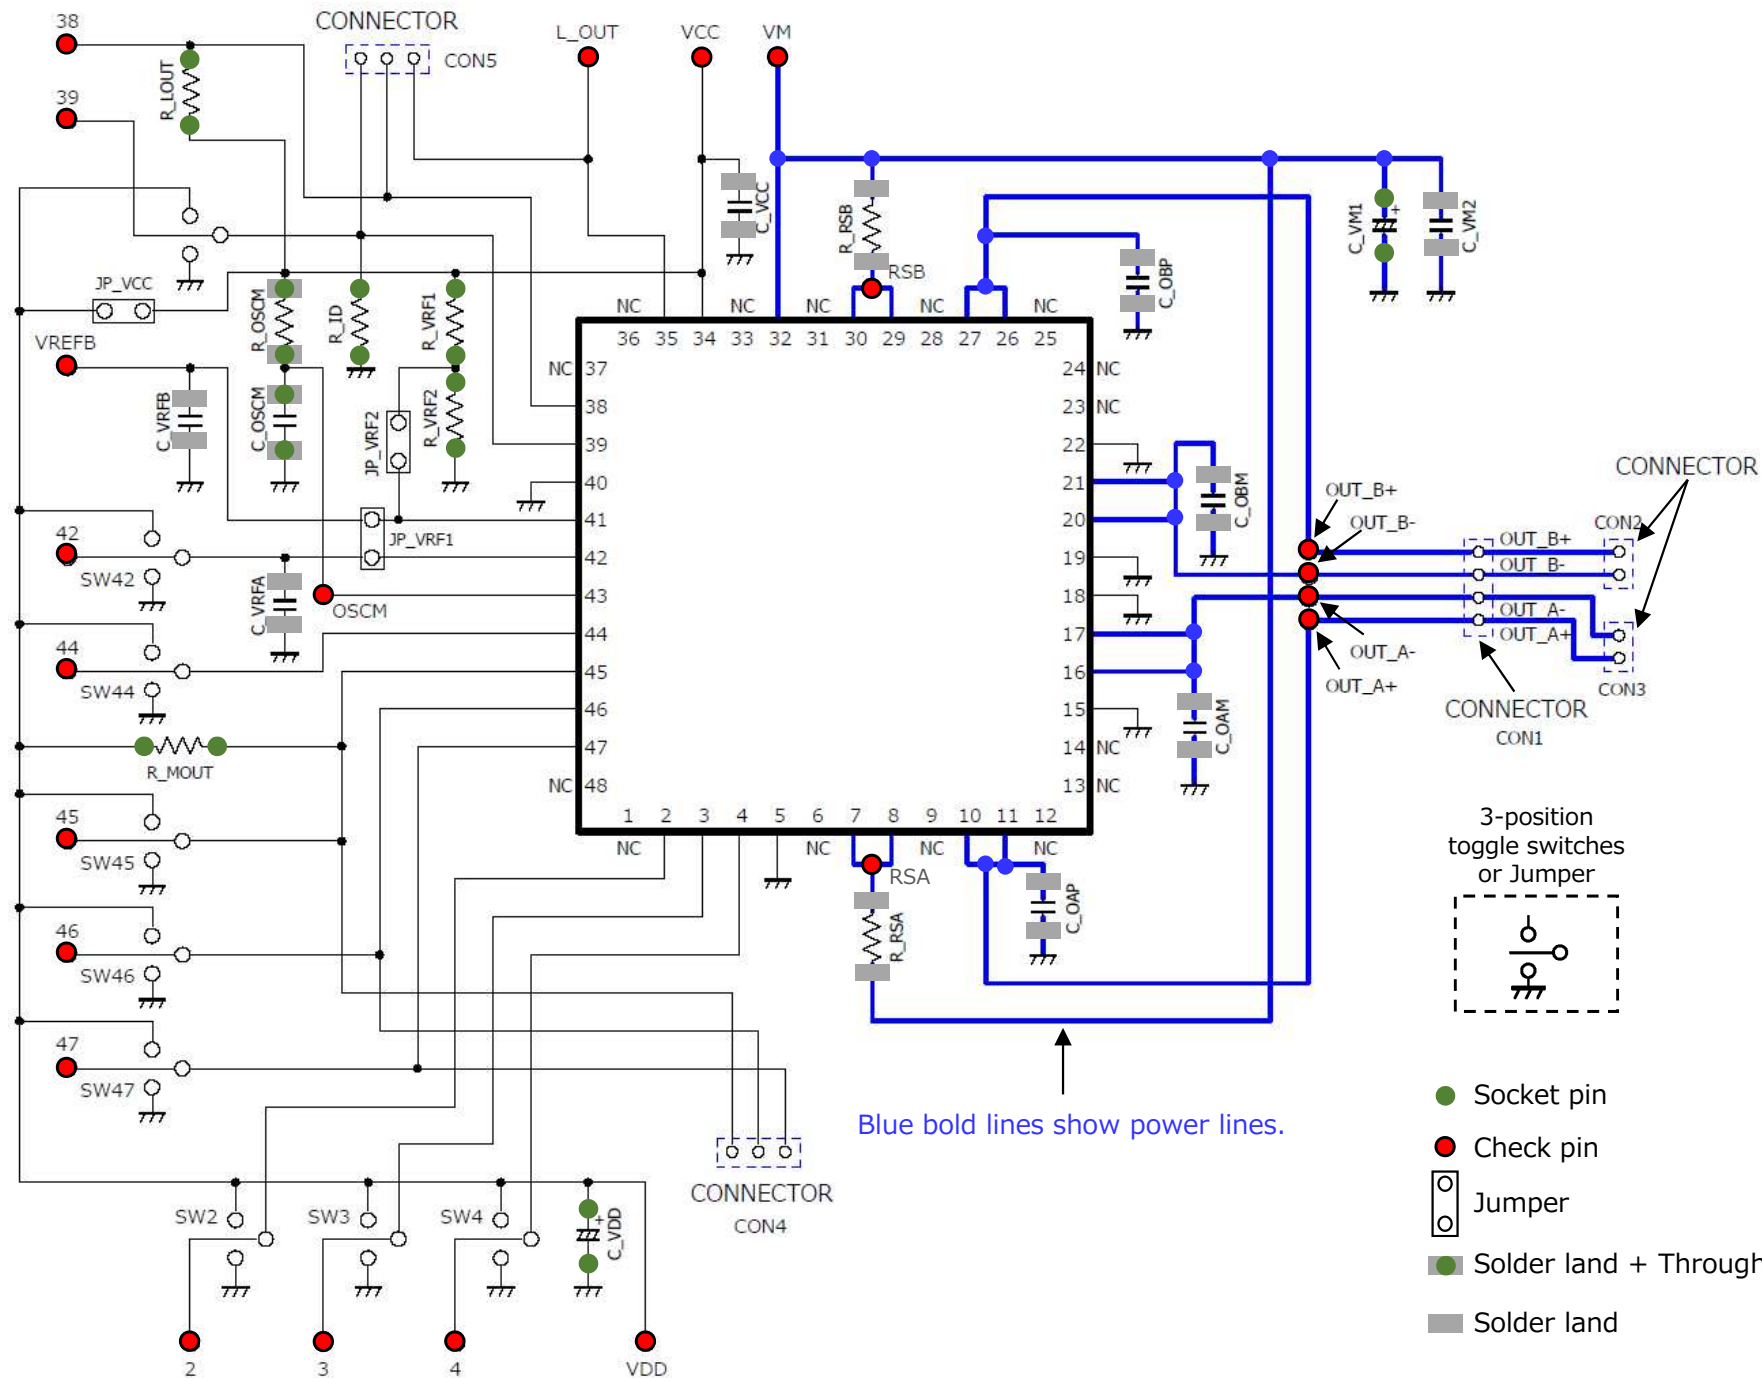 38
CONNECTOR
CON5
L_OUT
VCC
VM
R_LOUT
39
C_VCC
R_RSB
RSB
C_OBP
C_VM1
+
C_VM2
JP_VCC
R_OSCM
R_ID
R_VRF1
VREFB
C_VRFB
C_OSCM
JP_VRF2
R_VRF2
NC NC NC NC NC
36 35 34 33 32 31 30 29 28 27 26 25
NC 37
38
39
40
41
42
43
44
45
46
47
NC 48
24 NC
23 NC
22
21
20
19
18
17
16
15
14 NC
13 NC
1 2 3 4 5 6 7 8 9 10 11 12
NC NC NC NC
42
SW42
JP_VRF1
C_VRFA
OSCM
44
SW44
R_MOUT
45
SW45
46
SW46
47
SW47
C_OBM
C_OAM
RSA
R_RSA
C_OAP
OUT_B+
OUT_B-
OUT_A-
OUT_A+
CONNECTOR
CON2
OUT_B+
OUT_B-
OUT_A-
OUT_A+
CON3
CONNECTOR
CON1
3-position
toggle switches
or Jumper
Blue bold lines show power lines.
CONNECTOR
CON4
SW2
SW3
SW4
+
C_VDD
2
3
4
VDD
Socket pin
Check pin
Jumper
Solder land + Through
Solder land